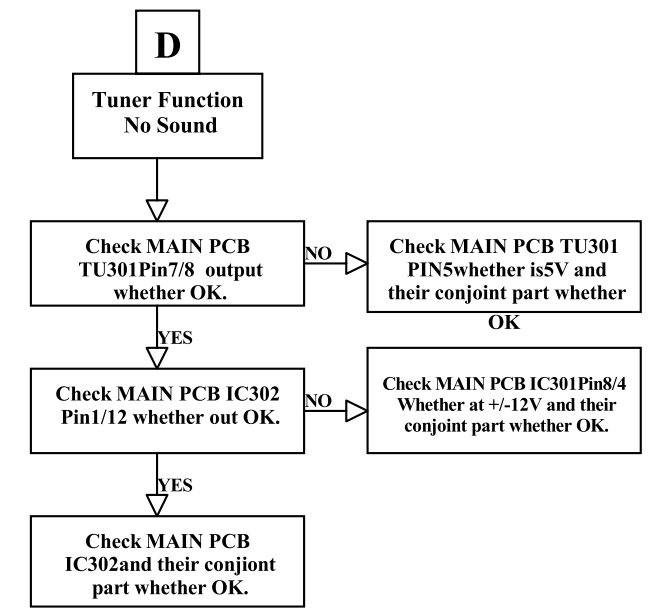 D
Tuner Function
No Sound
Check MAIN PCB
TU301Pin7/8 output
whether OK.
NO
Check MAIN PCB TU301
PIN5whether is5V and
their conjoint part whether
OK
YES
Check MAIN PCB IC302
Pin1/12 whether out OK.
NO
Check MAIN PCB IC301Pin8/4
Whether at +/-12V and their
conjoint part whether OK.
YES
Check MAIN PCB
IC302and their conjiont
part whether OK.